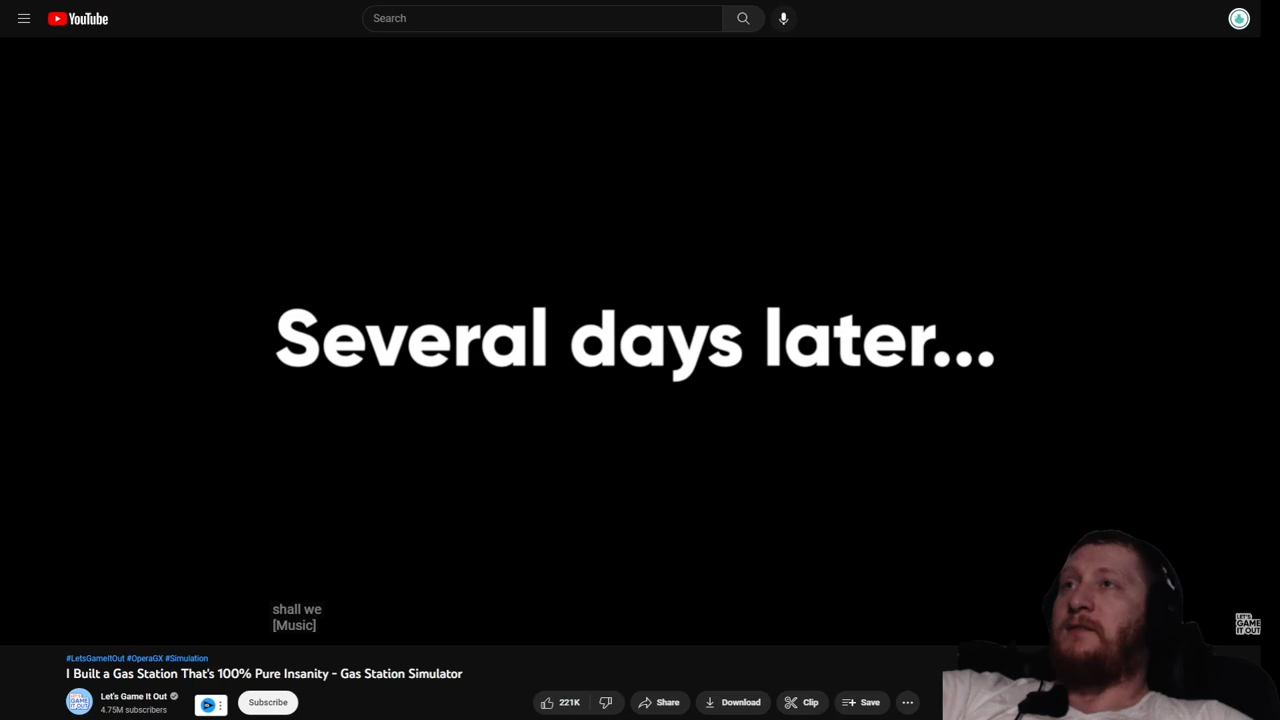 YouTube
Search
Several days later...
shall we
[Music]
LET'S
GAME
IT OUT
#LetsGameItOut #OperaGX #Simulation
I Built a Gas Station That's 100% Pure Insanity - Gas Station Simulator
Let's Game It Out
4.75M subscribers
Subscribe
221K
Share
Download
Clip
Save